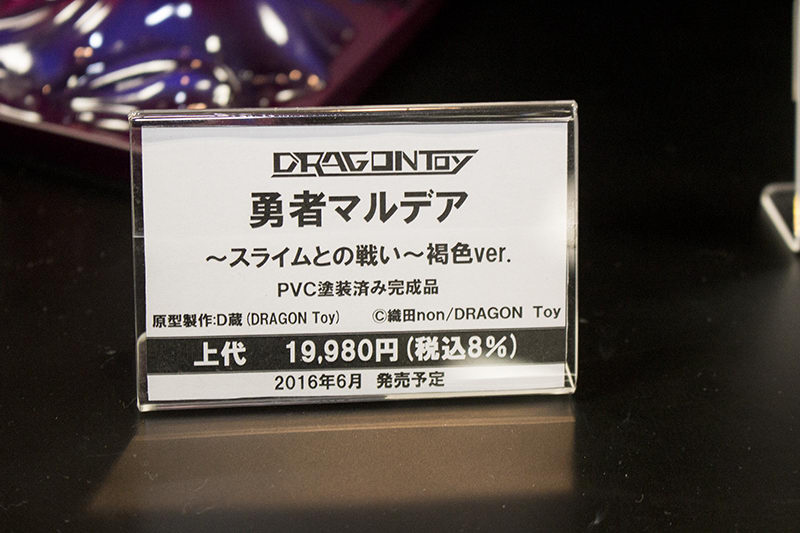 DRAGON TOY
勇者マルデア
～スライムとの戦い～褐色ver.
PVC塗装済み完成品
原型製作:D蔵(DRAGON Toy) ©織田non/DRAGON Toy
上代 19,980円(税込8%)
2016年6月 発売予定